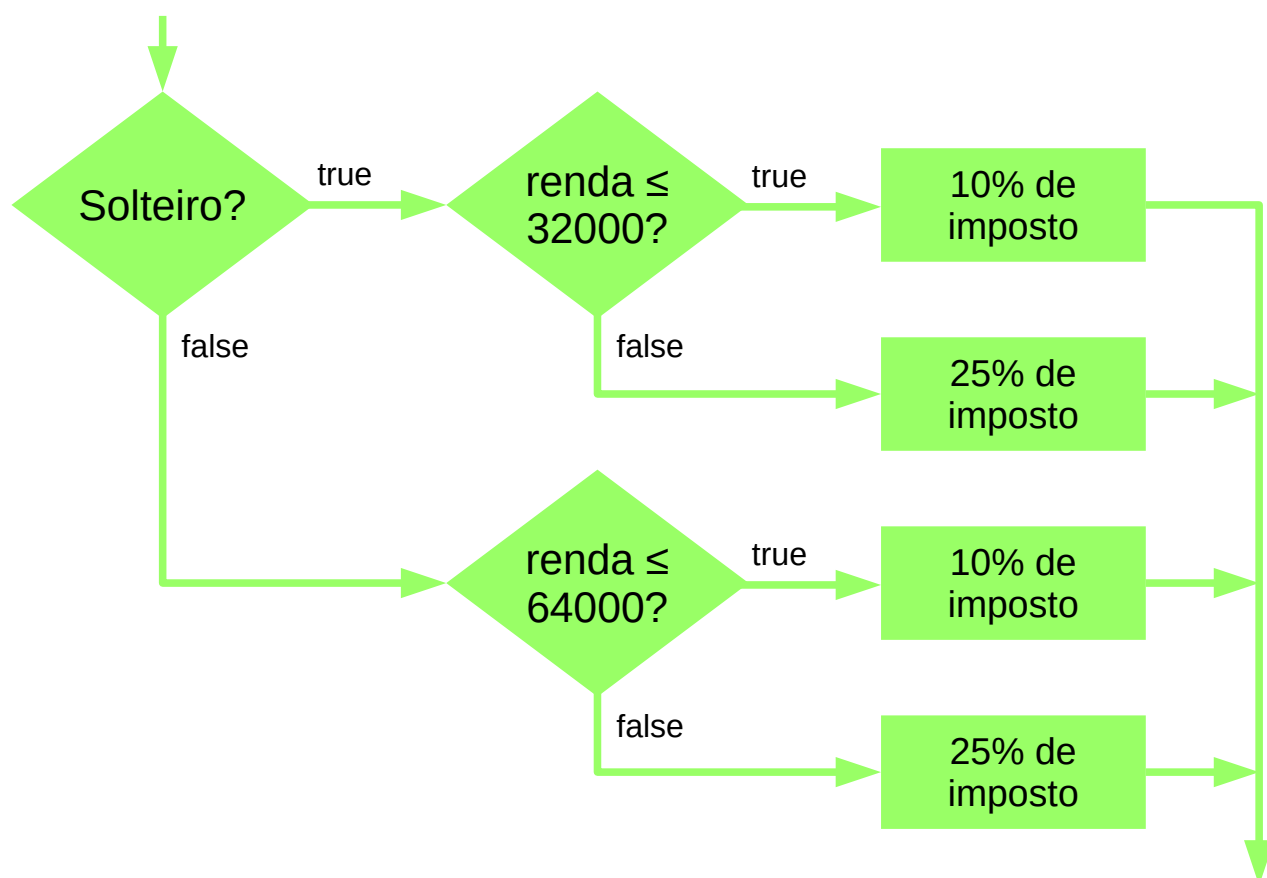 Solteiro?
true
renda ≤
32000?
true
10% de
imposto
false
false
25% de
imposto
renda ≤
64000?
true
10% de
imposto
false
25% de
imposto